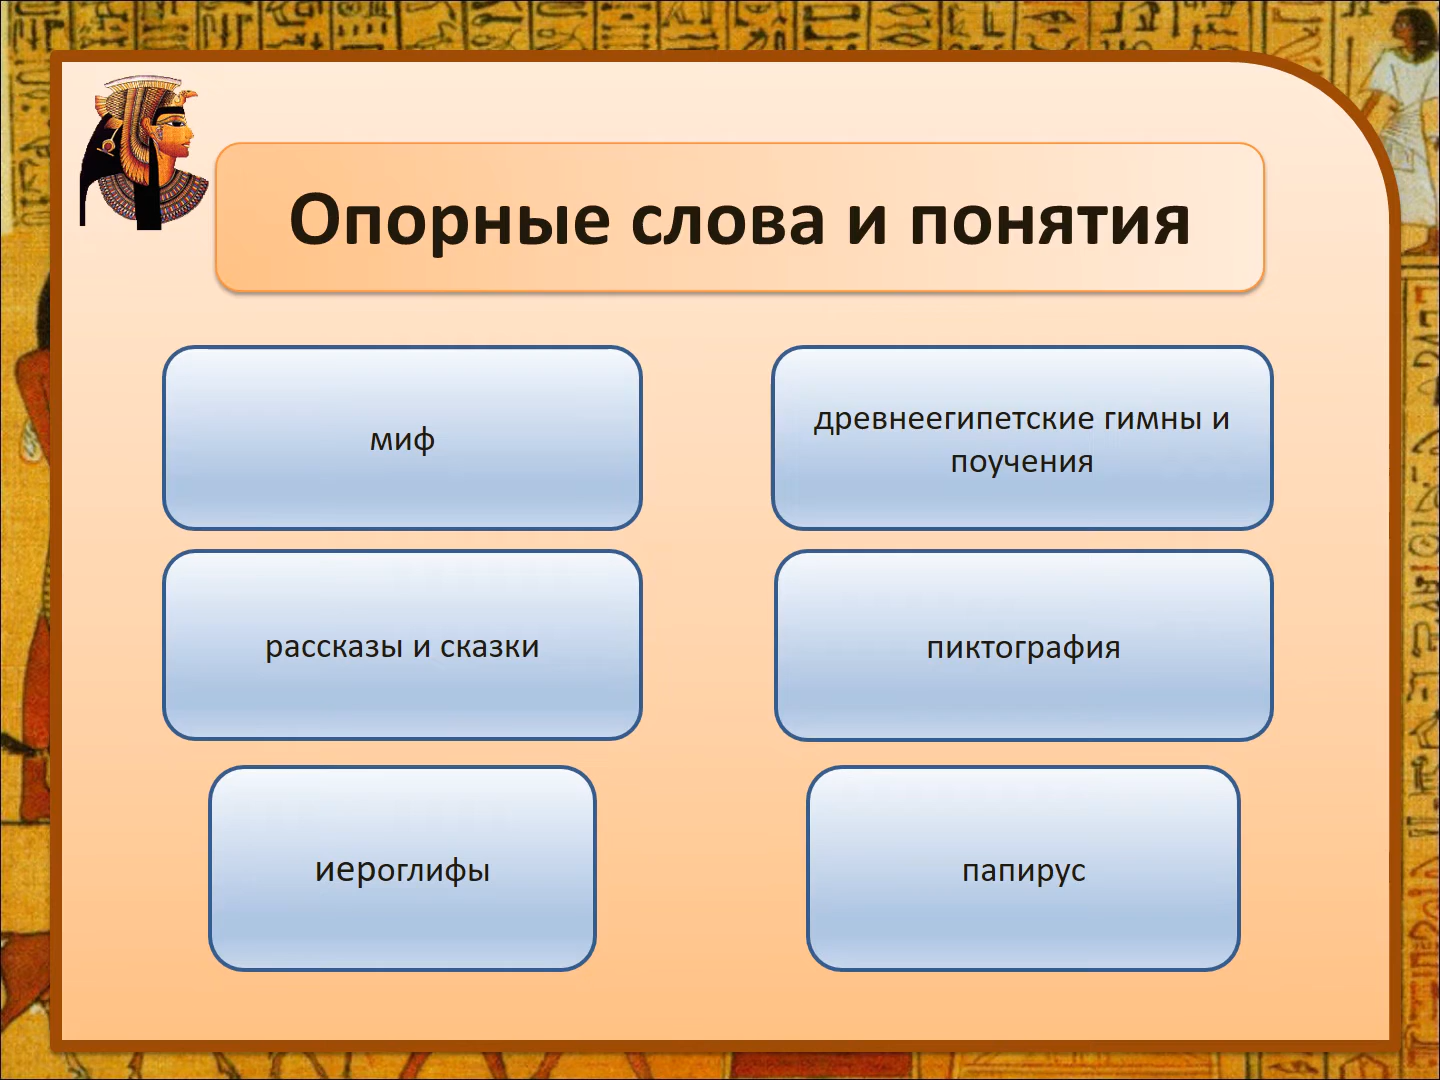 Опорные слова и понятия
миф
древнеегипетские гимны и
поучения
рассказы и сказки
пиктография
иероглифы
папирус